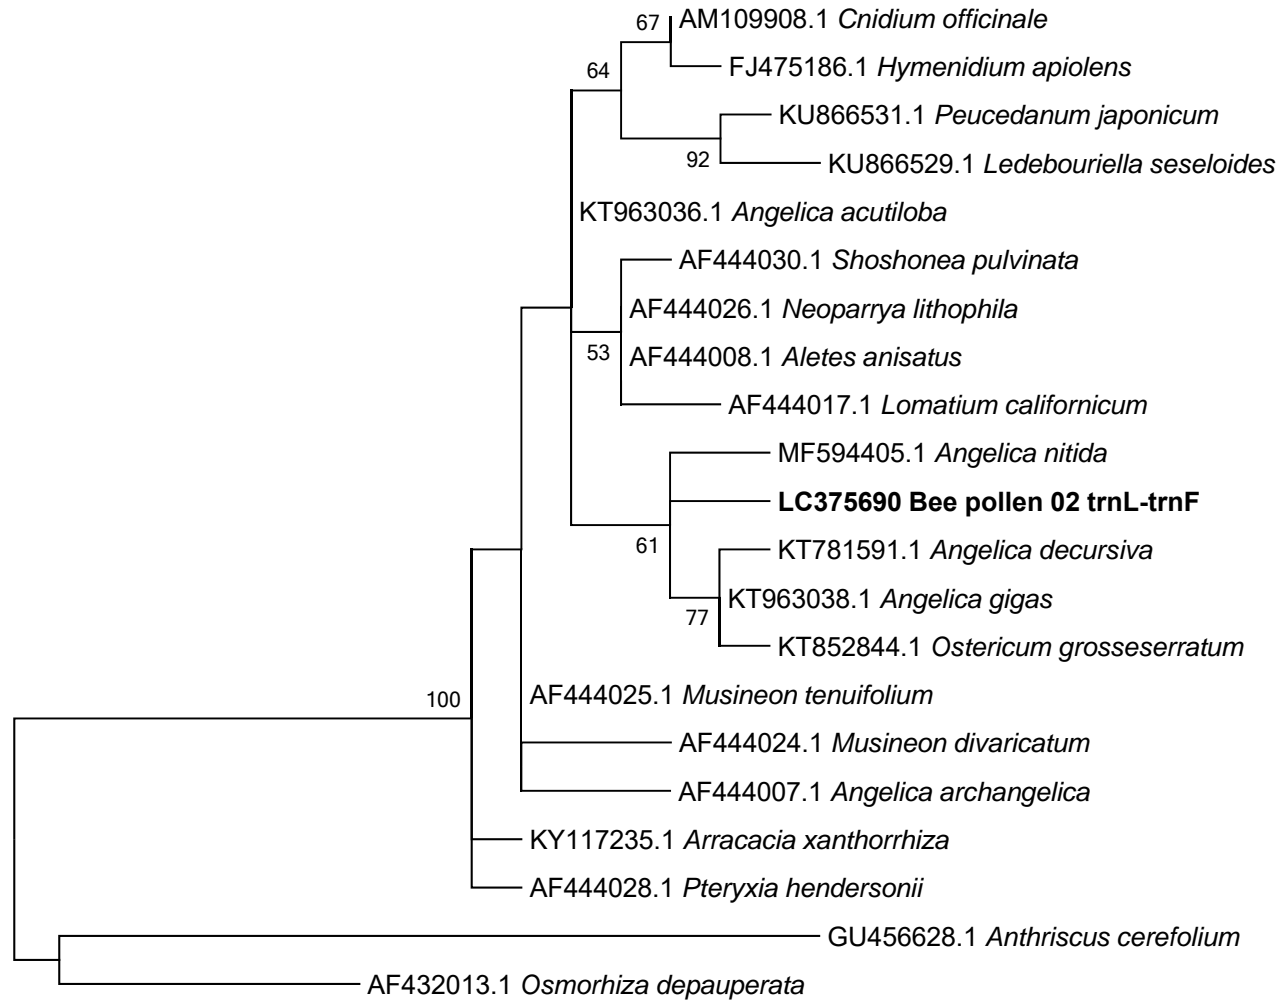 67
AM109908.1 Cnidium officinale
64
FJ475186.1 Hymenidium apiolens
KU866531.1 Peucedanum japonicum
92
KU866529.1 Ledebouriella seseloides
KT963036.1 Angelica acutiloba
AF444030.1 Shoshonea pulvinata
AF444026.1 Neoparrya lithophila
53
AF444008.1 Aletes anisatus
AF444017.1 Lomatium californicum
MF594405.1 Angelica nitida
LC375690 Bee pollen 02 trnL-trnF
61
KT781591.1 Angelica decursiva
KT963038.1 Angelica gigas
77
KT852844.1 Ostericum grosseserratum
100
AF444025.1 Musineon tenuifolium
AF444024.1 Musineon divaricatum
AF444007.1 Angelica archangelica
KY117235.1 Arracacia xanthorrhiza
AF444028.1 Pteryxia hendersonii
GU456628.1 Anthriscus cerefolium
AF432013.1 Osmorhiza depauperata